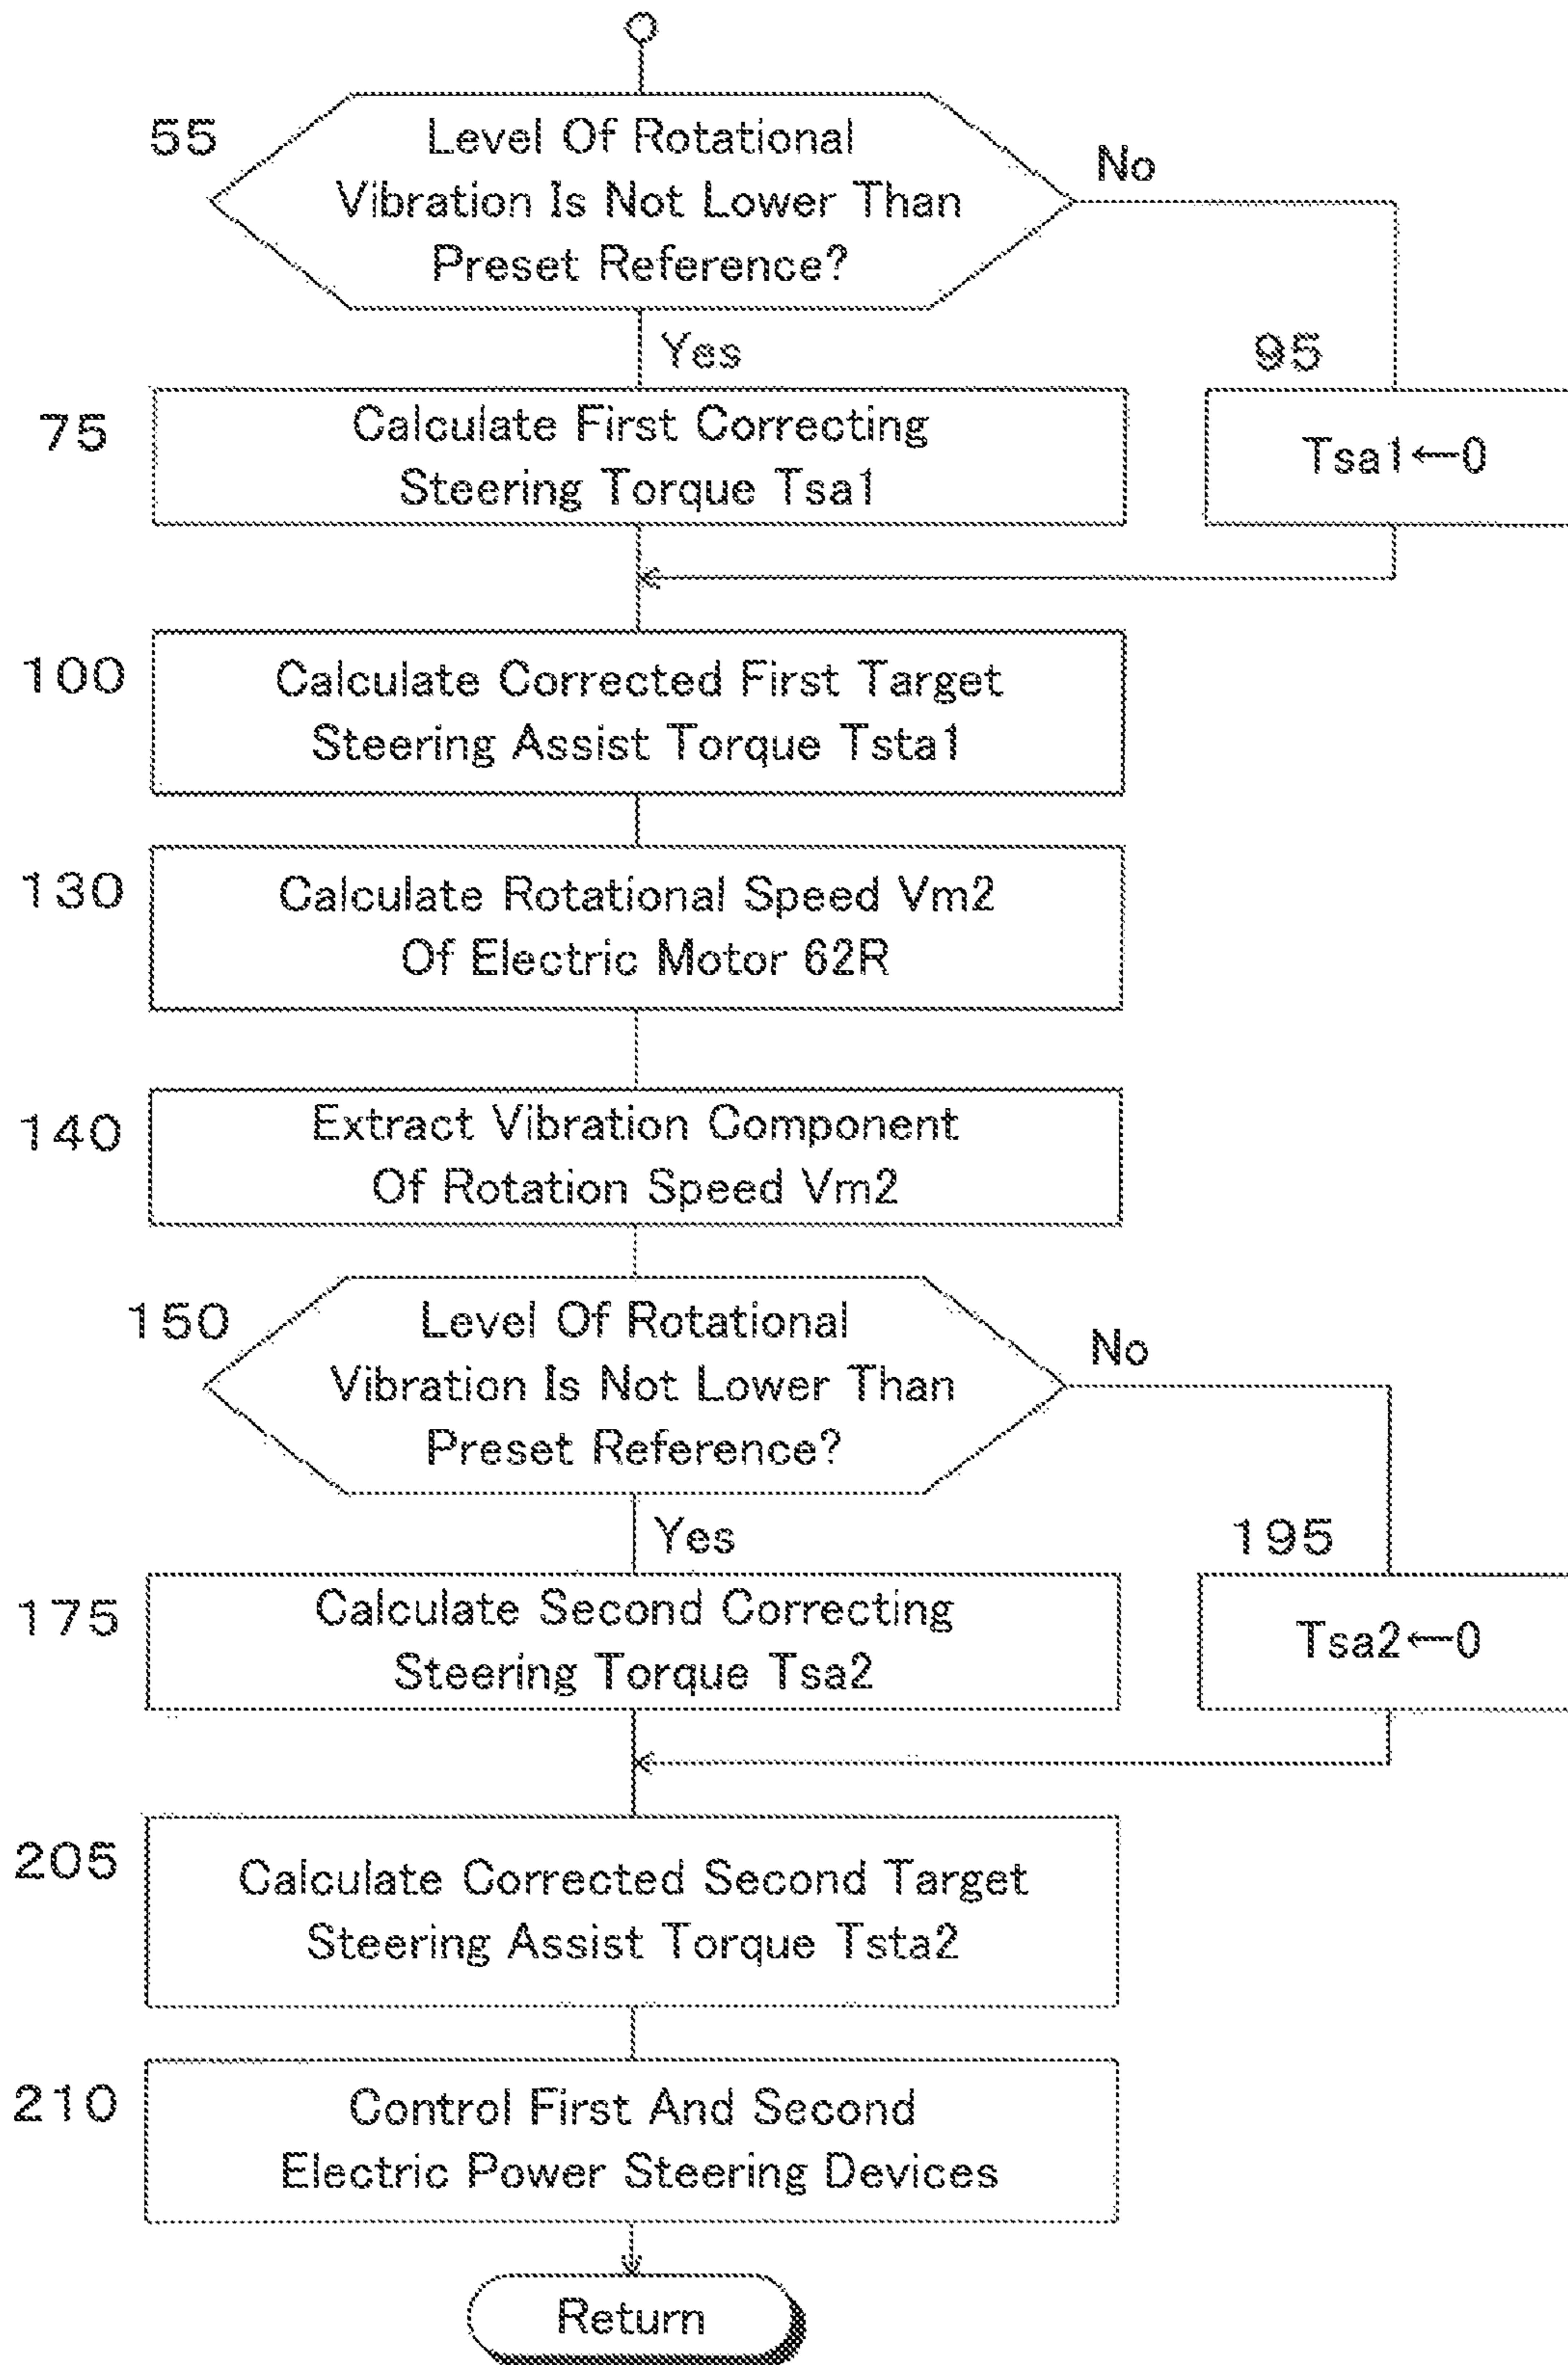 55
Level Of Rotational
Vibration Is Not Lower Than
Preset Reference?
No
Yes
95
75
Calculate First Correcting
Steering Torque Tsa1
Tsa1←0
100
Calculate Corrected First Target
Steering Assist Torque Tsta1
130
Calculate Rotational Speed Vm2
Of Electric Motor 62R
140
Extract Vibration Component
Of Rotation Speed Vm2
150
Level Of Rotational
Vibration Is Not Lower Than
Preset Reference?
No
Yes
195
175
Calculate Second Correcting
Steering Torque Tsa2
Tsa2←0
205
Calculate Corrected Second Target
Steering Assist Torque Tsta2
210
Control First And Second
Electric Power Steering Devices
Return